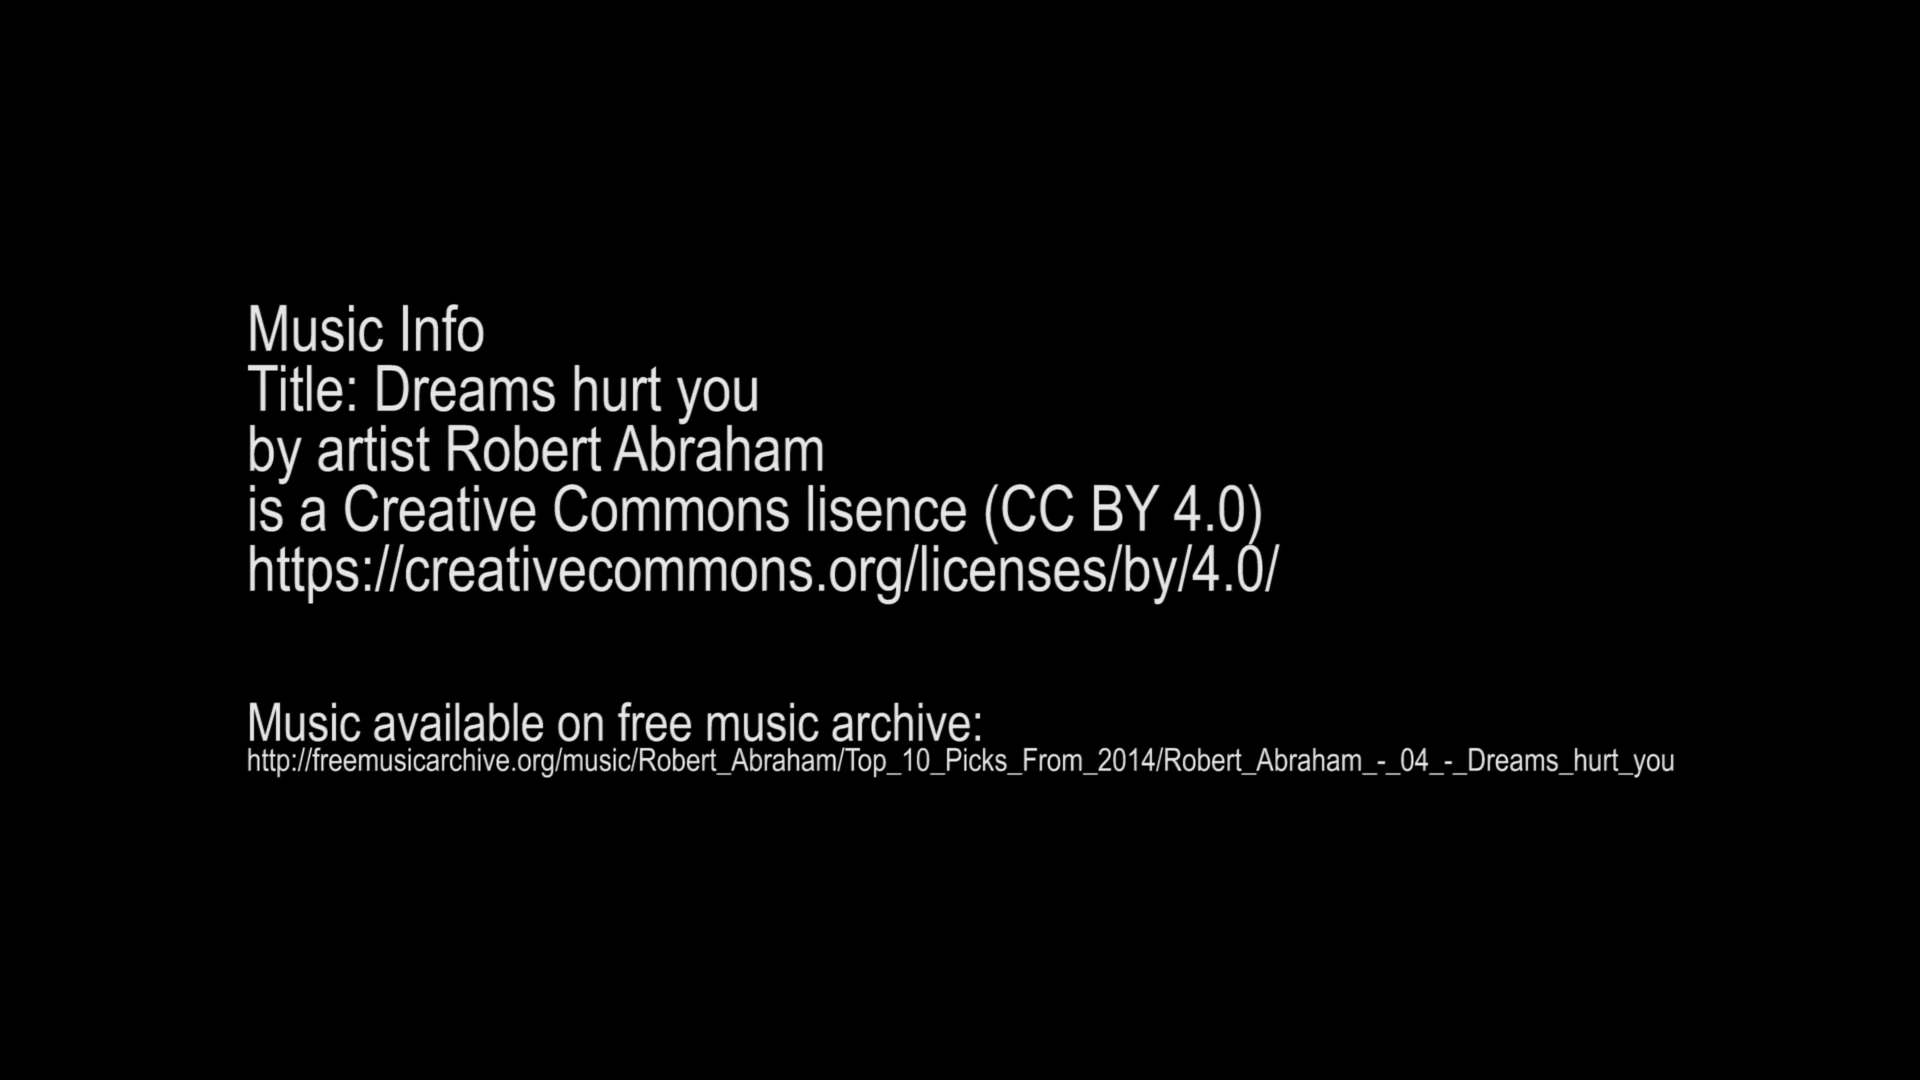 Music Info
Title: Dreams hurt you
by artist Robert Abraham
is a Creative Commons lisence (CC BY 4.0)
https://creativecommons.org/licenses/by/4.0/
Music available on free music archive:
http://freemusicarchive.org/music/Robert_Abraham/Top_10_Picks_From_2014/Robert_Abraham_-_04_-_Dreams_hurt_you